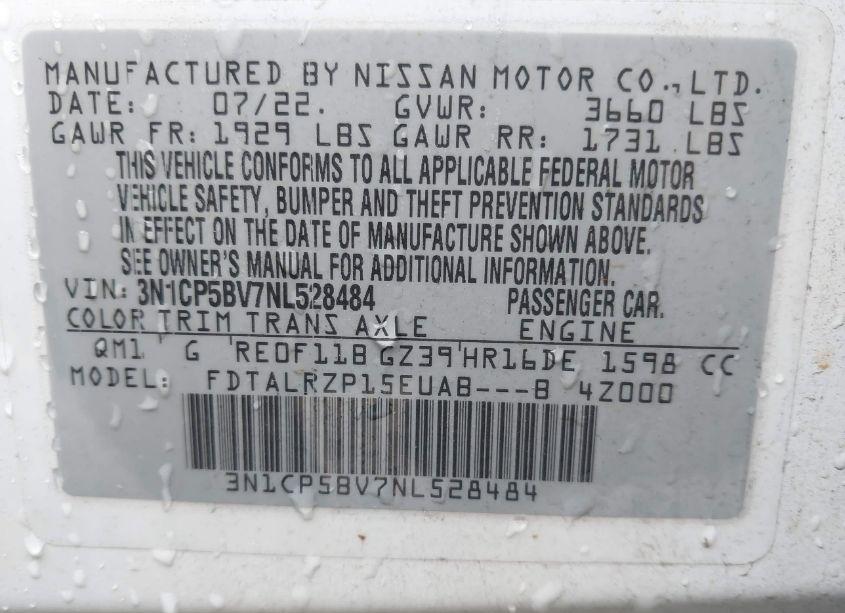 MANUFACTURED BY NISSAN MOTOR CO., LTD.
DATE: 07/22. GVWR: 3660 LBS
GAWR FR: 1929 LBS GAWR RR: 1731 LBS
THIS VEHICLE CONFORMS TO ALL APPLICABLE FEDERAL MOTOR
VEHICLE SAFETY, BUMPER AND THEFT PREVENTION STANDARDS
IN EFFECT ON THE DATE OF MANUFACTURE SHOWN ABOVE.
SEE OWNER'S MANUAL FOR ADDITIONAL INFORMATION.
VIN: 3N1CP5BV7NL528484 PASSENGER CAR.
COLOR TRIM TRANS AXLE ENGINE
QM1 G RE0F11B GZ39 HR16DE 1598 CC
MODEL: FDTALRZP15EUAB---B 4Z000
3N1CP5BV7NL528484